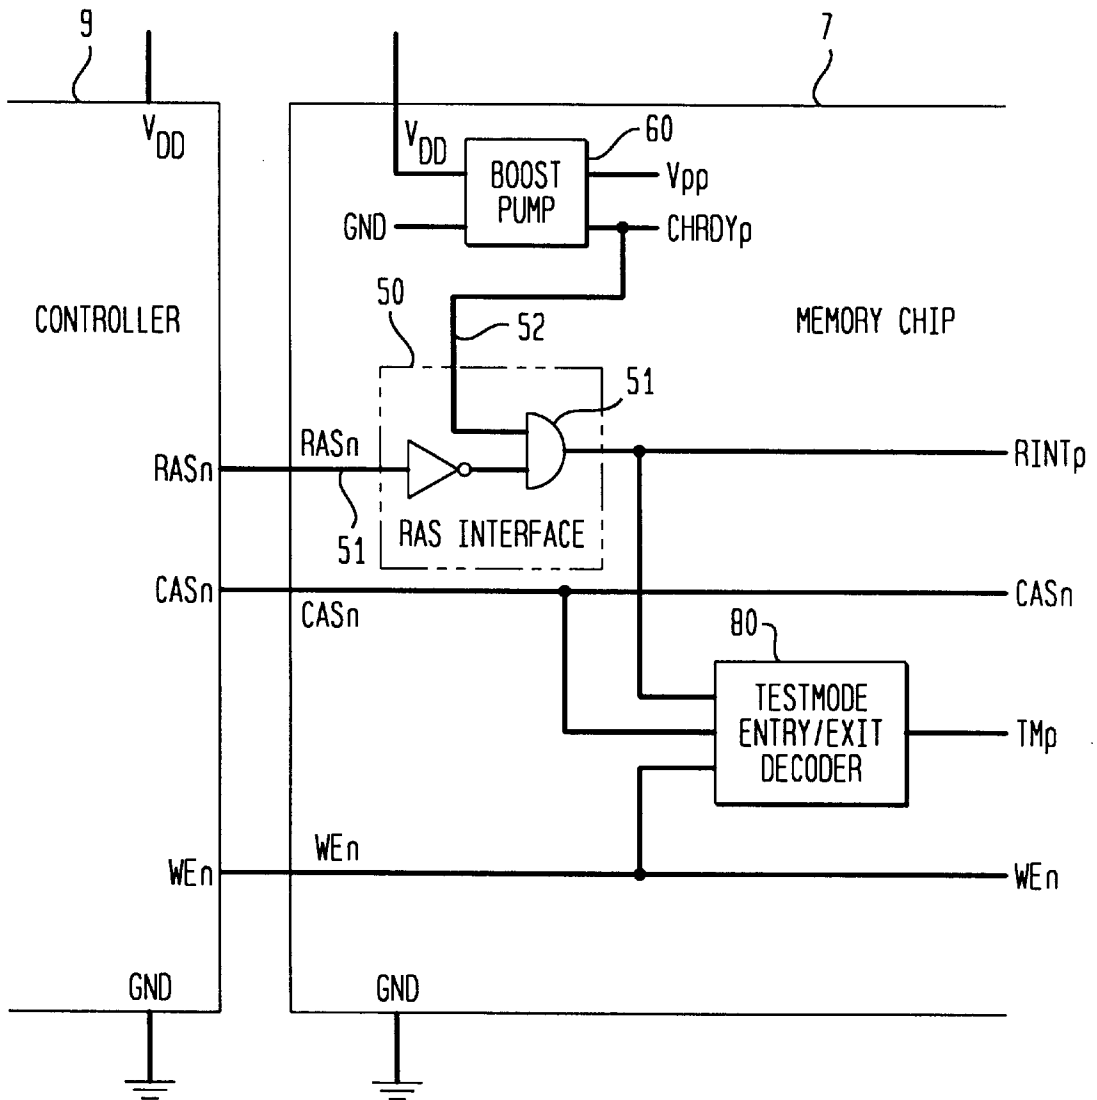 9
7
VDD
VDD
60
BOOST
PUMP
Vpp
GND
CHRDYp
50
CONTROLLER
52
MEMORY CHIP
51
RASn
RASn
RINTp
51
RAS INTERFACE
CASn
CASn
CASn
80
TESTMODE
ENTRY/EXIT
DECODER
TMp
WEn
WEn
WEn
GND
GND